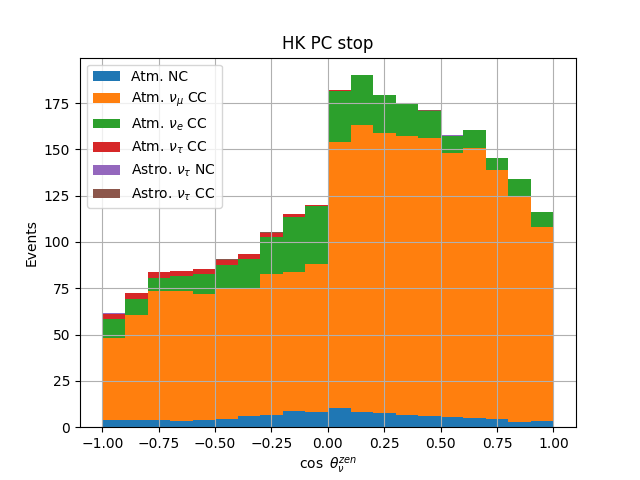 HK PC stop
Atm. NC
Atm. νμ CC
Atm. νe CC
Atm. ντ CC
Astro. ντ NC
Astro. ντ CC
Events
175
150
125
100
75
50
25
0
−1.00 −0.75 −0.50 −0.25 0.00 0.25 0.50 0.75 1.00
cos θν^zen